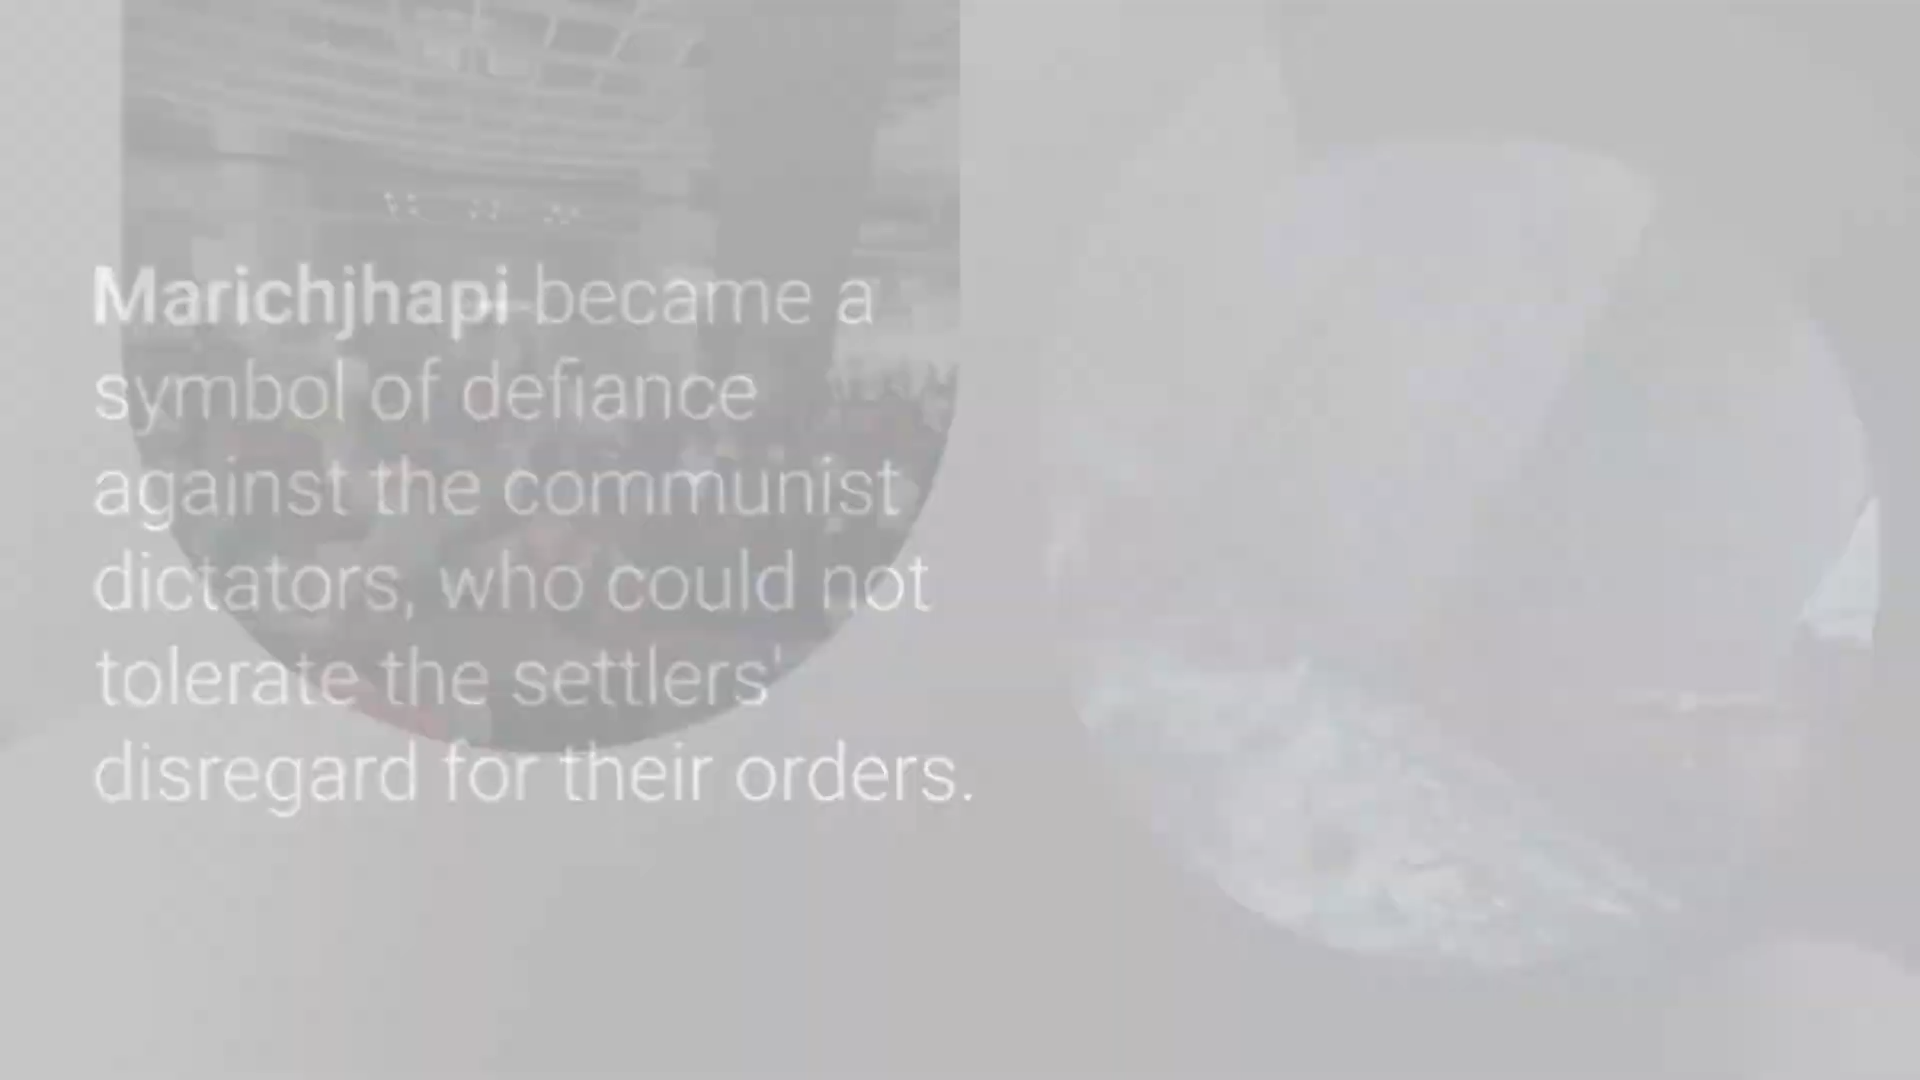 Marichjhapi became a
symbol of defiance
against the communist
dictators, who could not
tolerate the settlers'
disregard for their orders.